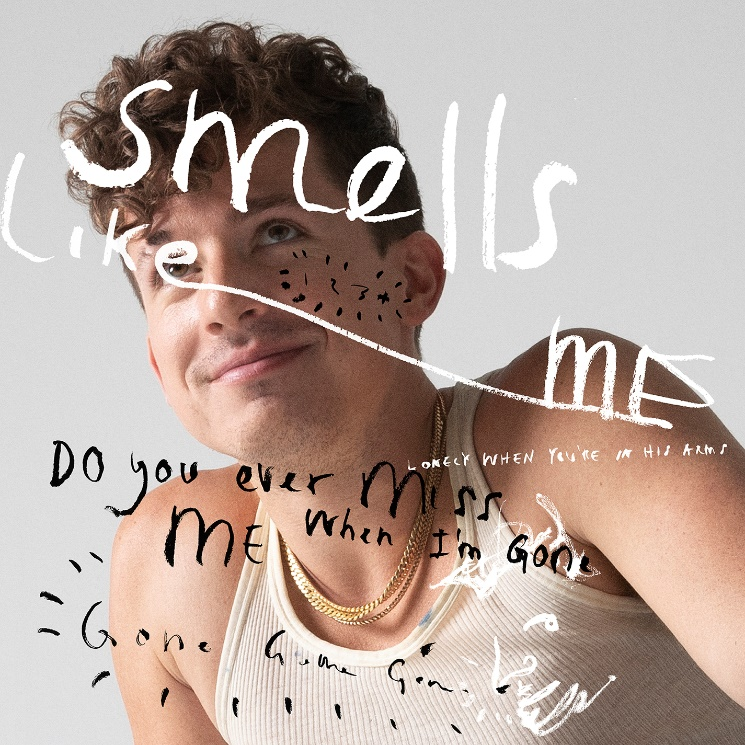 smells
Like
ME
LONELY WHEN YOU'RE IN HIS ARMS
DO you ever Miss
ME When I'm Gone
Gone Gone Gone